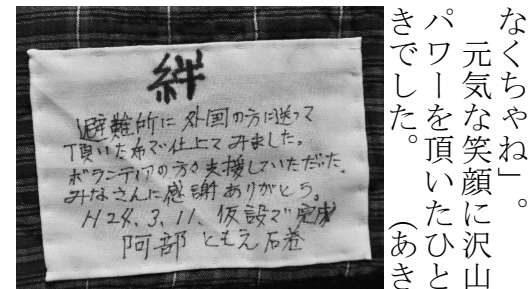 なくちゃね」。
元気な笑顔に沢山
パワーを頂いたひと
きでした。
（あき
絆
避難所に外国の方に送って
頂いた布で仕上てみました。
ボランティアの方々支援していただいた。
みなさんに感謝ありがとう。
H24.3.11、仮設で完成
阿部ともえ石巻